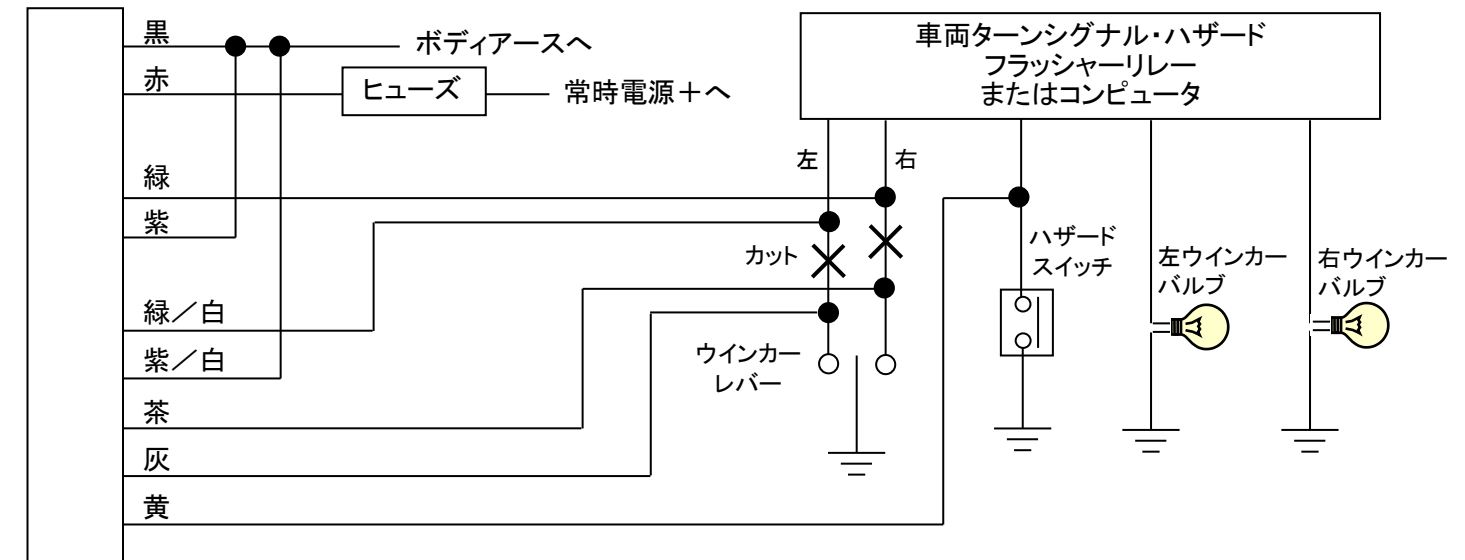 黒
ボディアースへ
赤
ヒューズ
常時電源＋へ
車両ターンシグナル・ハザード
フラッシャーリレー
またはコンピュータ
左
右
緑
紫
カット
ハザード
スイッチ
左ウインカー
バルブ
右ウインカー
バルブ
緑／白
紫／白
ウインカー
レバー
茶
灰
黄